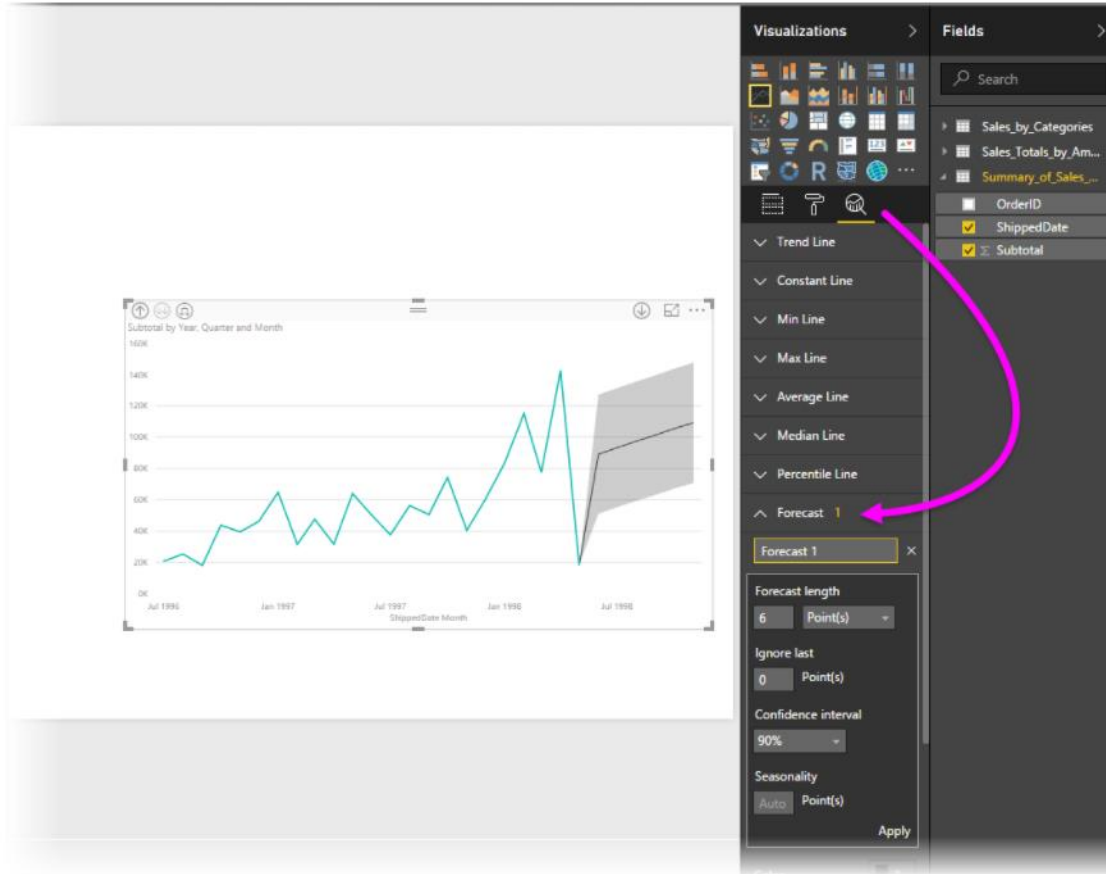 Visualizations
Fields
Search
Sales_by_Categories
Sales_Totals_by_Am...
Summary_of_Sales_...
OrderID
ShippedDate
Σ Subtotal
R
123
Trend Line
Constant Line
Min Line
Max Line
Average Line
Median Line
Percentile Line
Forecast 1
Forecast 1
Forecast length
6 Point(s)
Ignore last
0 Point(s)
Confidence interval
90%
Seasonality
Auto Point(s)
Apply
Subtotal by Year, Quarter and Month
160K
140K
120K
100K
80K
60K
40K
20K
0K
Jul 1996 Jan 1997 Jul 1997 Jan 1998 Jul 1998
ShippedDate Month